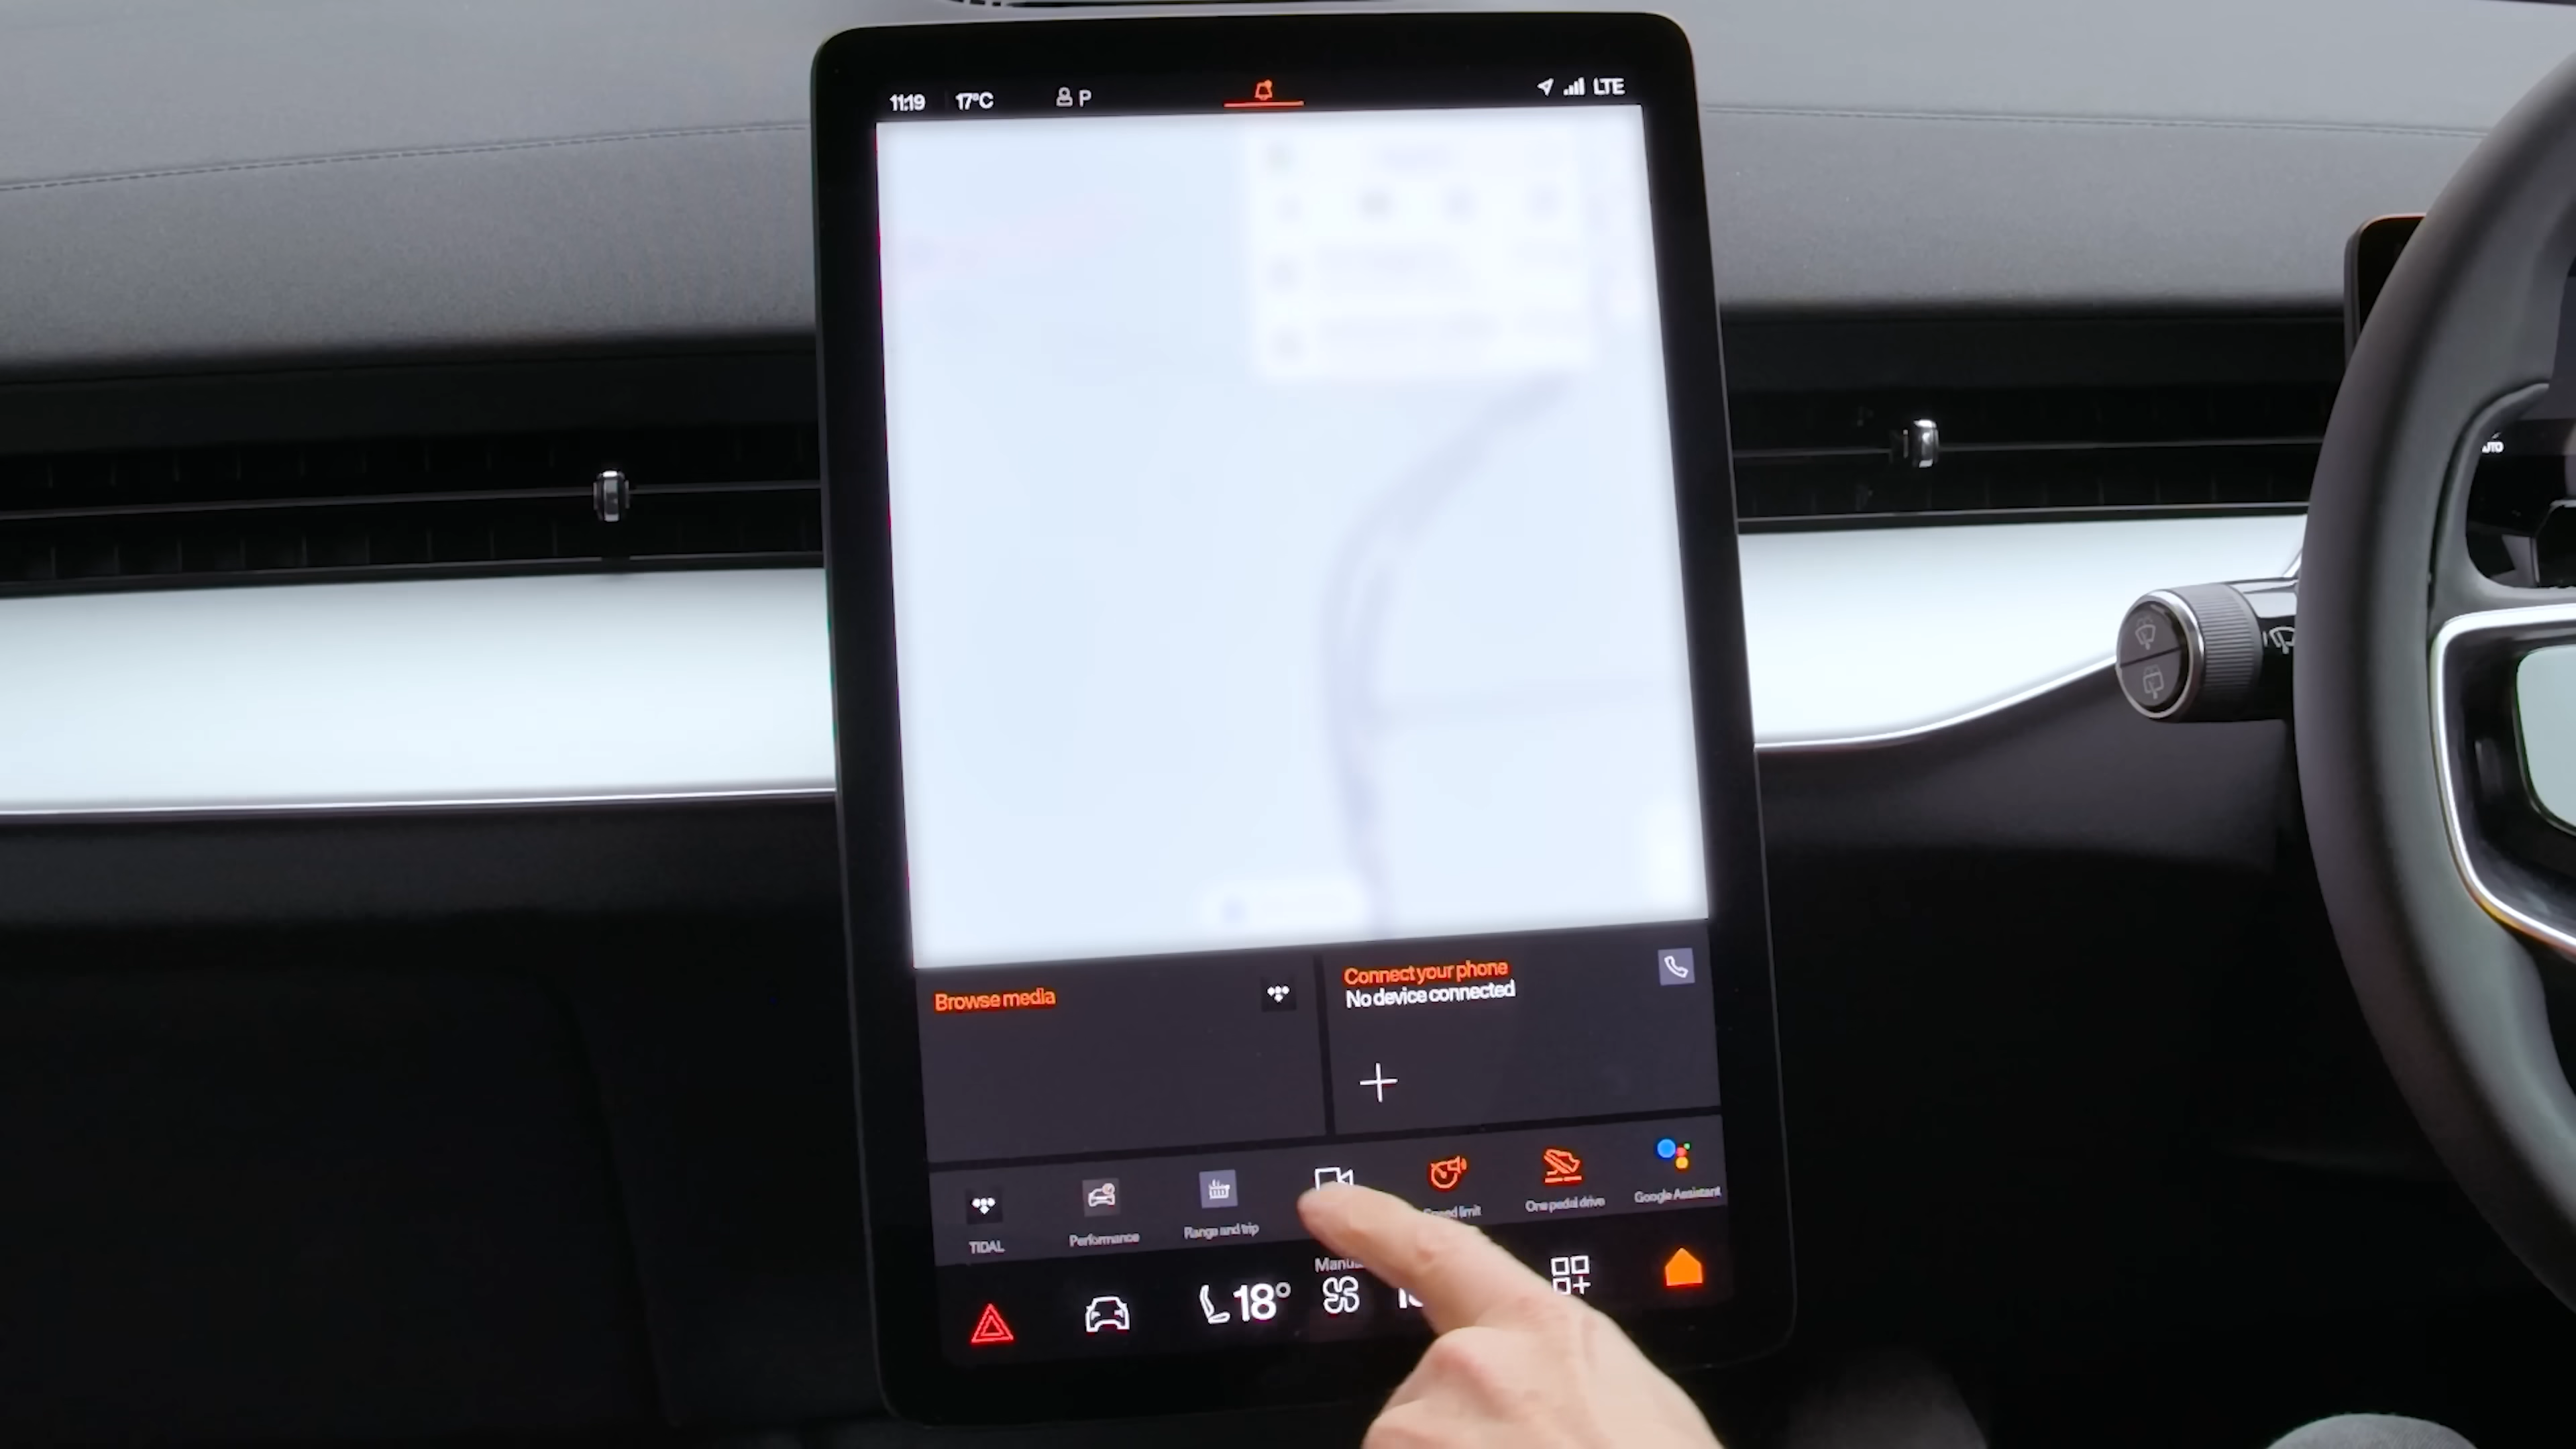 11:19 17°C P LTE
Browse media
Connect your phone
No device connected
TIDAL
Performance
Range and trip
limit
One pedal drive
Google Assistant
18°